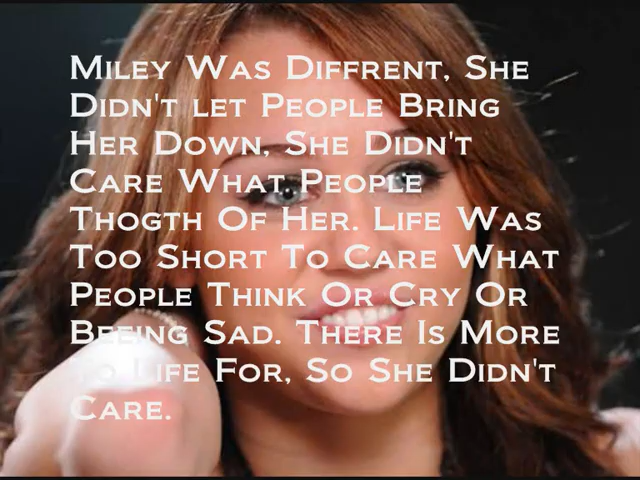 Miley Was Diffrent, She
Didn't let People Bring
Her Down, She Didn't
Care What People
Thogth Of Her. Life Was
Too Short To Care What
People Think Or Cry Or
Beeing Sad. There Is More
To Life For, So She Didn't
Care.